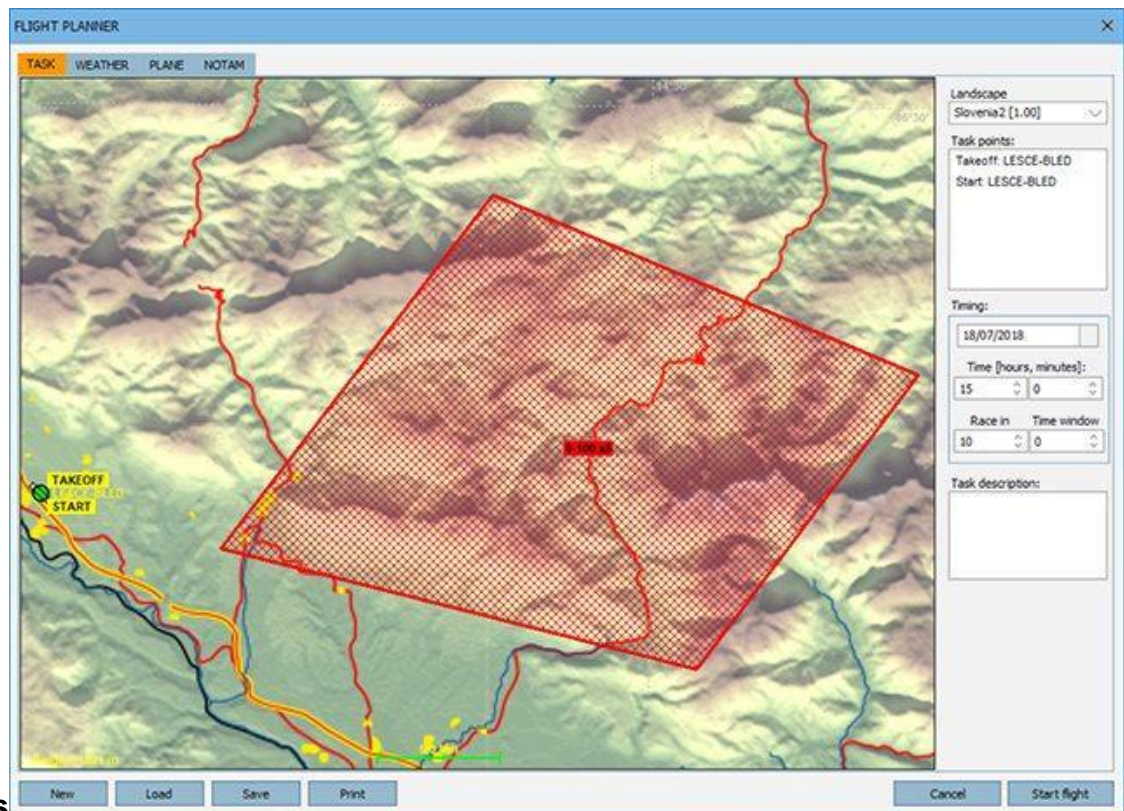 FLIGHT PLANNER
TASK WEATHER PLANE NOTAM
Landscape
Slovenia2 [1.00]
Task points:
Takeoff: LESCE-BLED
Start: LESCE-BLED
Timing:
18/07/2018
Time [hours, minutes]:
15 0
Race in Time window
10 0
Task description:
TAKEOFF
LESCE-BLED
START
New Load Save Print Cancel Start flight
s